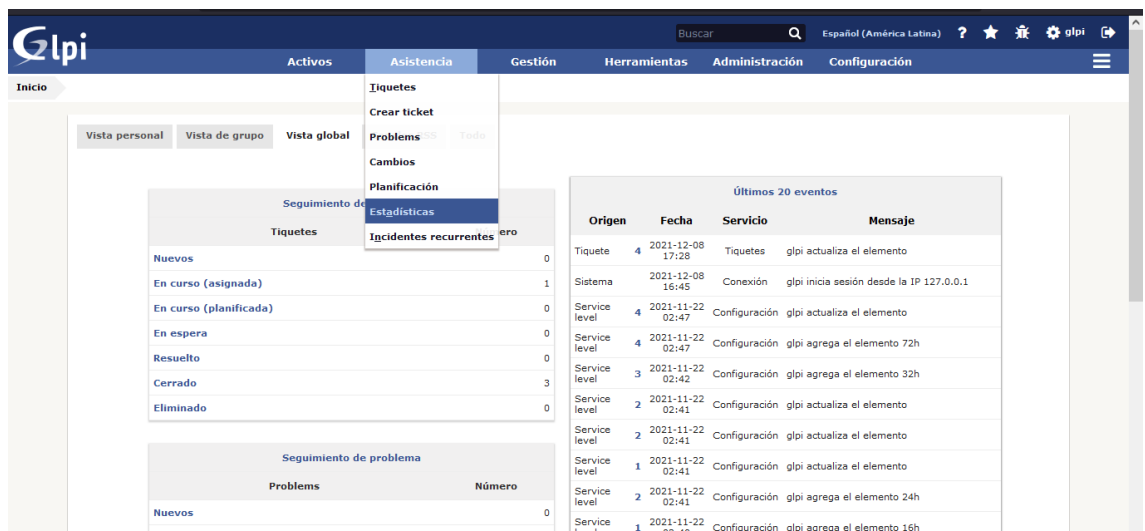 Glpi
Buscar
Español (América Latina)
?
glpi
Activos
Asistencia
Gestión
Herramientas
Administración
Configuración
Inicio
Tiquetes
Crear ticket
Problems
Cambios
Planificación
Estadísticas
Incidentes recurrentes
Vista personal
Vista de grupo
Vista global
Todo
Seguimiento de
Tiquetes
Nuevos 0
En curso (asignada) 1
En curso (planificada) 0
En espera 0
Resuelto 0
Cerrado 3
Eliminado 0
Seguimiento de problema
Problems Número
Nuevos 0
Últimos 20 eventos
Origen Fecha Servicio Mensaje
Tiquete 4 2021-12-08 17:28 Tiquetes glpi actualiza el elemento
Sistema 2021-12-08 16:45 Conexión glpi inicia sesión desde la IP 127.0.0.1
Service level 4 2021-11-22 02:47 Configuración glpi actualiza el elemento
Service level 4 2021-11-22 02:47 Configuración glpi agrega el elemento 72h
Service level 3 2021-11-22 02:42 Configuración glpi agrega el elemento 32h
Service level 2 2021-11-22 02:41 Configuración glpi actualiza el elemento
Service level 2 2021-11-22 02:41 Configuración glpi actualiza el elemento
Service level 1 2021-11-22 02:41 Configuración glpi actualiza el elemento
Service level 2 2021-11-22 02:41 Configuración glpi agrega el elemento 24h
Service 1 2021-11-22 Configuración glpi agrega el elemento 16h